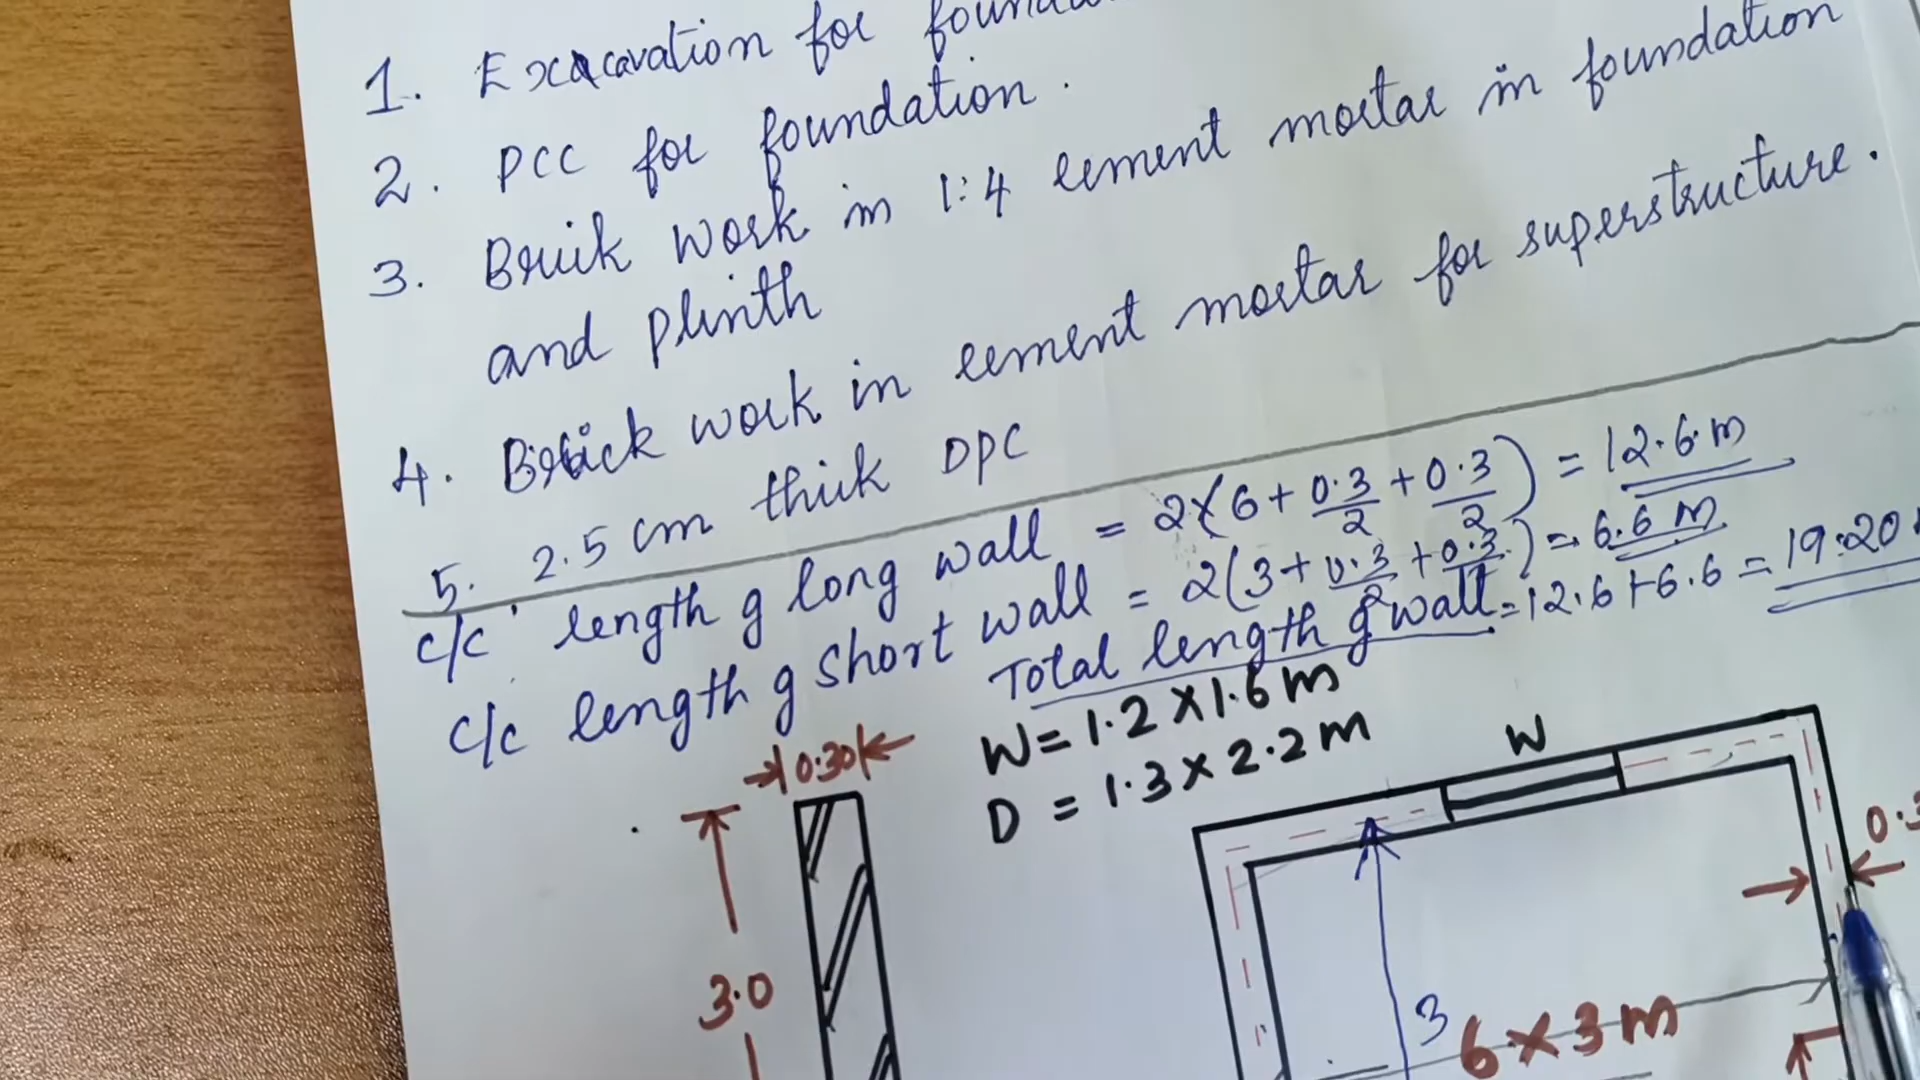 1. Excavation for
2. PCC for foundation.
3. Brick work in 1:4 cement mortar in foundation
and plinth
4. Brick work in cement mortar for superstructure.
5. 2.5 cm thick DPC
c/c length of long wall = 2(6 + 0.3/2 + 0.3/2) = 12.6 m
c/c length of short wall = 2(3 + 0.3/2 + 0.3/2) = 6.6 m
Total length of wall = 12.6 + 6.6 = 19.20
W = 1.2 x 1.6 m
D = 1.3 x 2.2 m
0.30
W
3.0
3
6 x 3 m